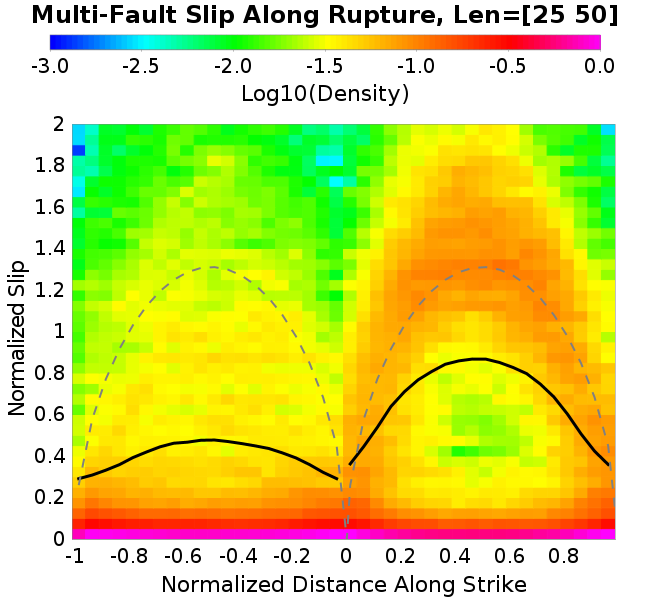 Multi-Fault Slip Along Rupture, Len=[25 50]
-3.0 -2.5 -2.0 -1.5 -1.0 -0.5 0.0
Log10(Density)
Normalized Slip
2
1.8
1.6
1.4
1.2
1
0.8
0.6
0.4
0.2
0
-1 -0.8 -0.6 -0.4 -0.2 0 0.2 0.4 0.6 0.8
Normalized Distance Along Strike